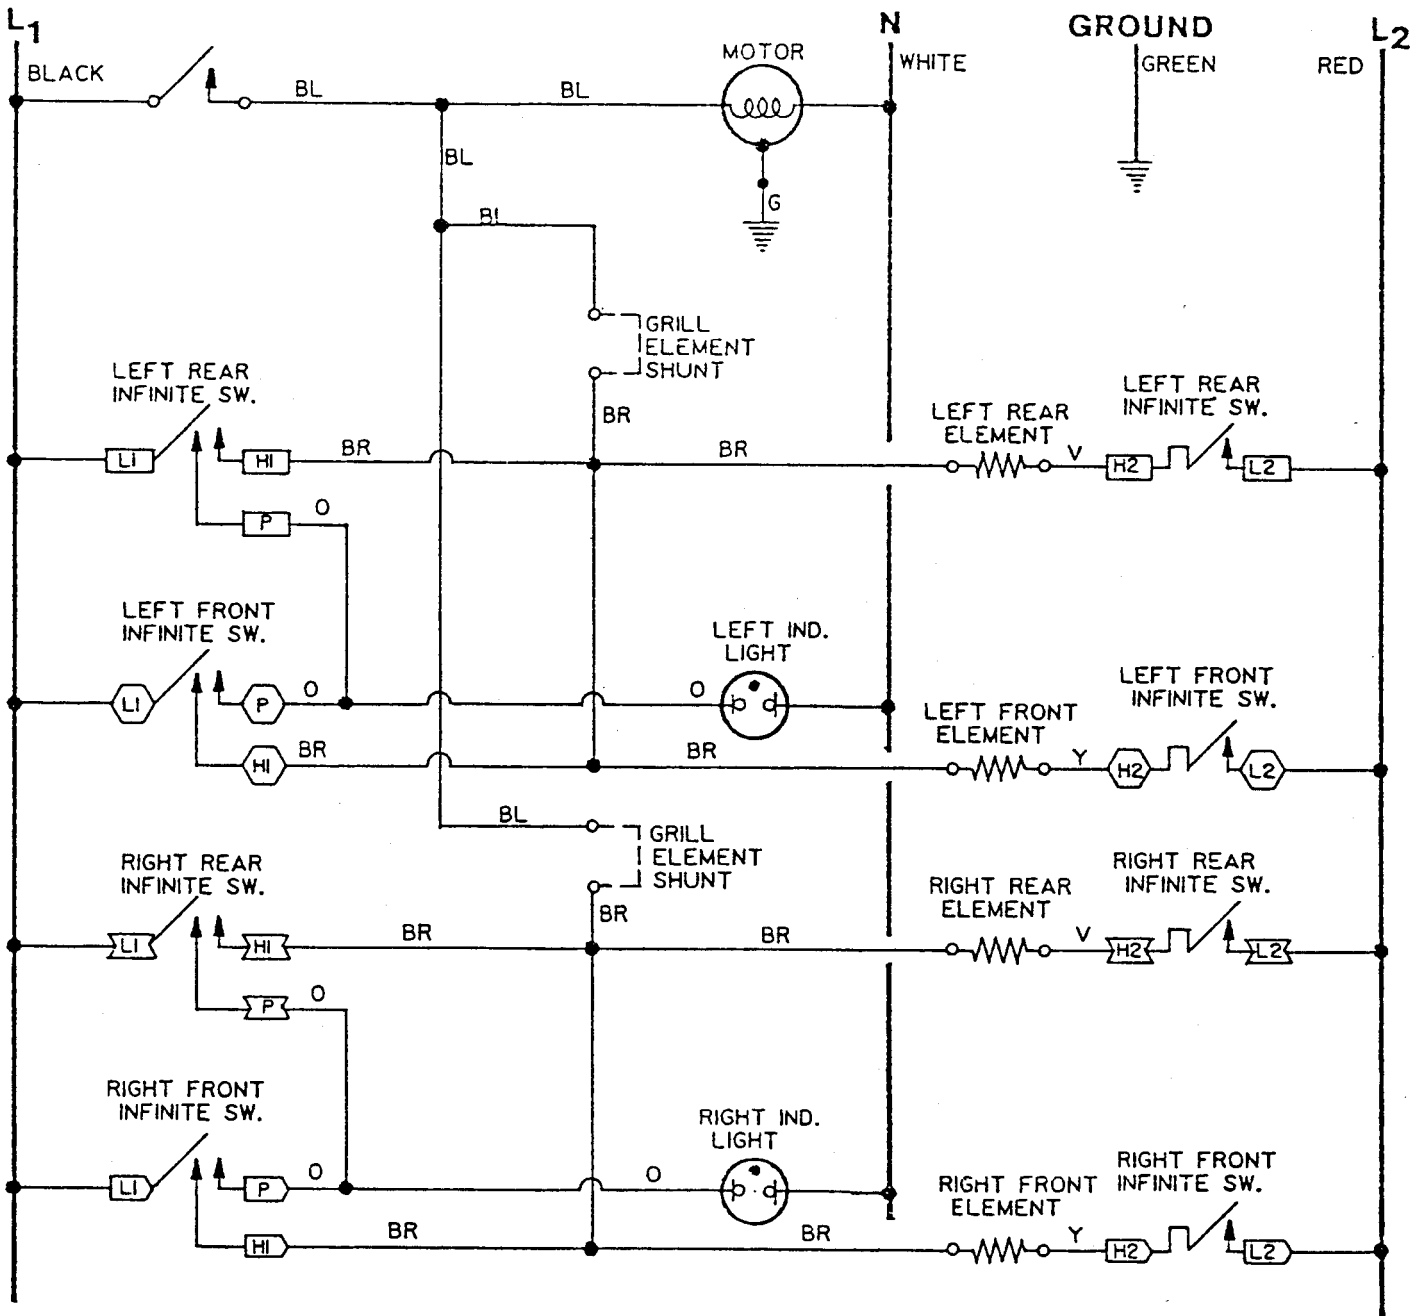 L1
N
GROUND
L2
BLACK
BL
BL
MOTOR
WHITE
GREEN
RED
BL
G
BL
GRILL
ELEMENT
SHUNT
LEFT REAR
INFINITE SW.
BR
LEFT REAR
ELEMENT
LEFT REAR
INFINITE SW.
L1
H1
BR
BR
V
H2
L2
P
O
LEFT FRONT
INFINITE SW.
LEFT IND.
LIGHT
LEFT FRONT
INFINITE SW.
L1
P
O
O
LEFT FRONT
ELEMENT
H1
BR
BR
Y
H2
L2
BL
GRILL
ELEMENT
SHUNT
RIGHT REAR
INFINITE SW.
BR
RIGHT REAR
ELEMENT
RIGHT REAR
INFINITE SW.
L1
H1
BR
BR
V
H2
L2
P
O
RIGHT FRONT
INFINITE SW.
RIGHT IND.
LIGHT
RIGHT FRONT
INFINITE SW.
L1
P
O
O
RIGHT FRONT
ELEMENT
H1
BR
BR
Y
H2
L2